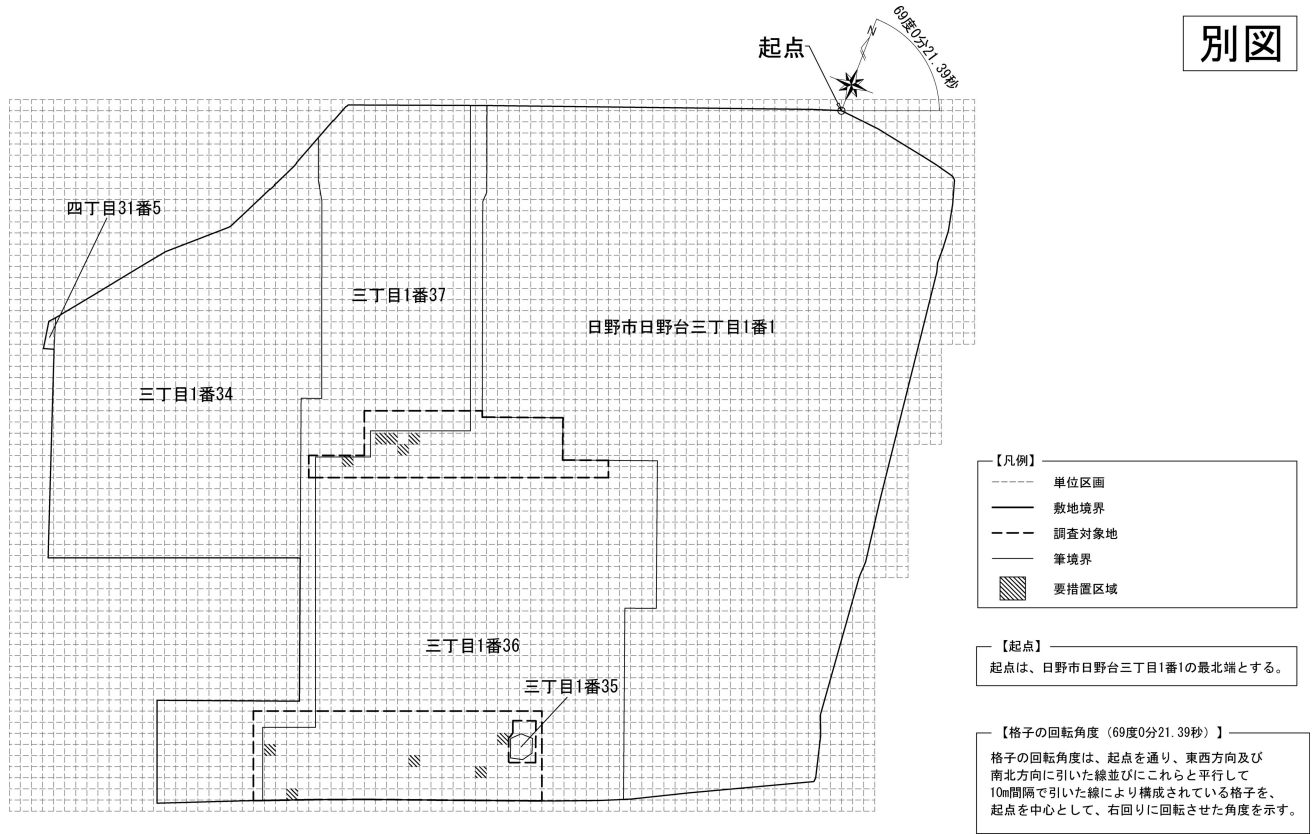 別図
起点
N
69度0分21.39秒
四丁目31番5
三丁目1番37
日野市日野台三丁目1番1
三丁目1番34
三丁目1番36
三丁目1番35
【凡例】
単位区画
敷地境界
調査対象地
筆境界
要措置区域
【起点】
起点は、日野市日野台三丁目1番1の最北端とする。
【格子の回転角度（69度0分21.39秒）】
格子の回転角度は、起点を通り、東西方向及び
南北方向に引いた線並びにこれらと平行して
10m間隔で引いた線により構成されている格子を、
起点を中心として、右回りに回転させた角度を示す。